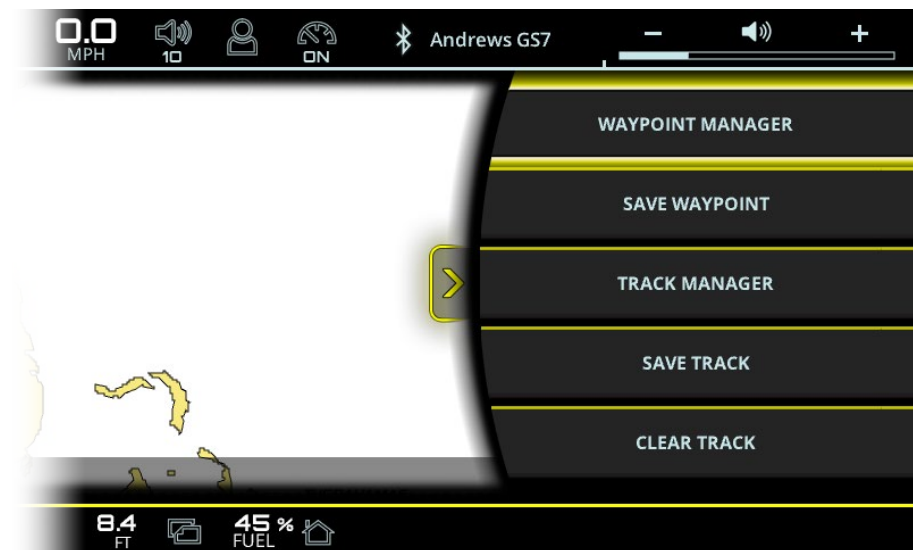 0.0
MPH
10
ON
Andrews GS7
− +
WAYPOINT MANAGER
SAVE WAYPOINT
TRACK MANAGER
SAVE TRACK
CLEAR TRACK
8.4
FT
45 %
FUEL